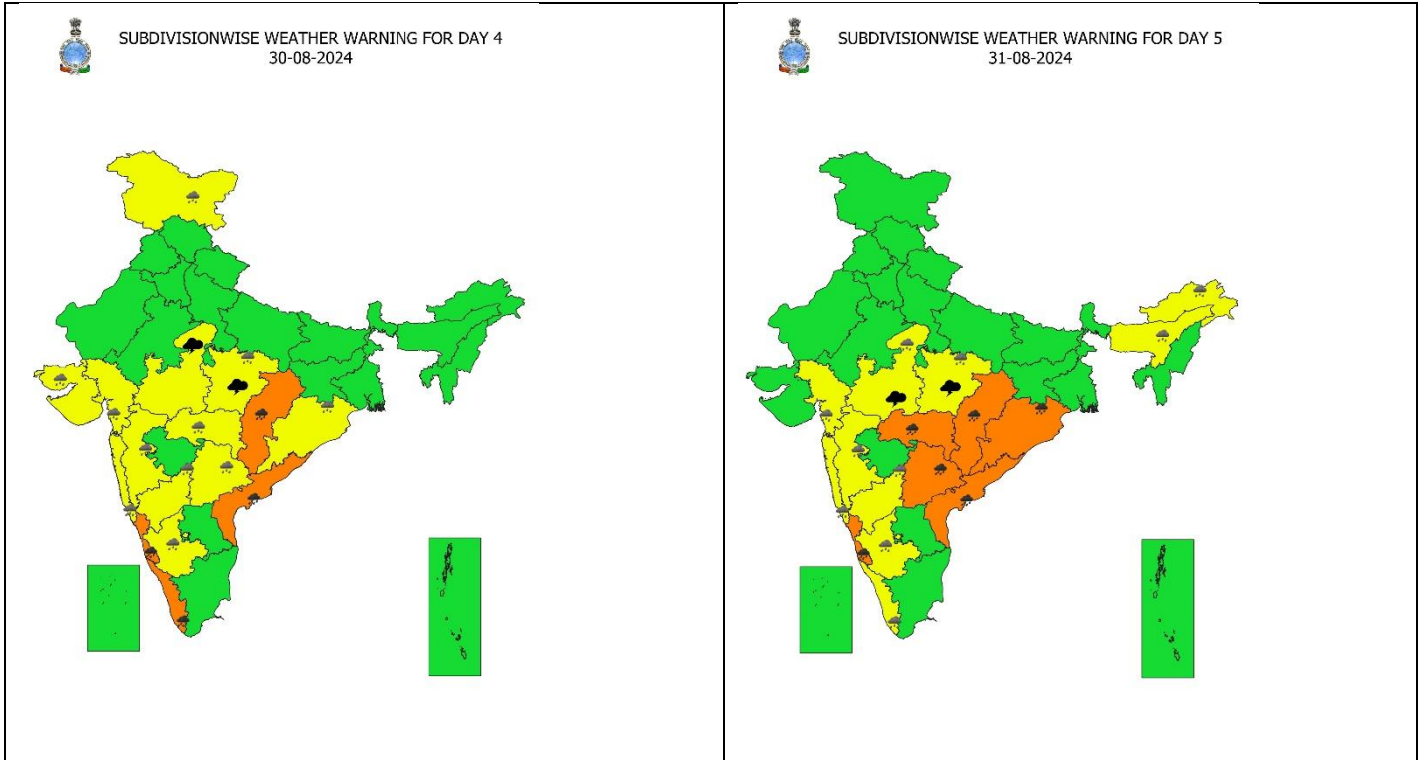 SUBDIVISIONWISE WEATHER WARNING FOR DAY 4
30-08-2024
SUBDIVISIONWISE WEATHER WARNING FOR DAY 5
31-08-2024